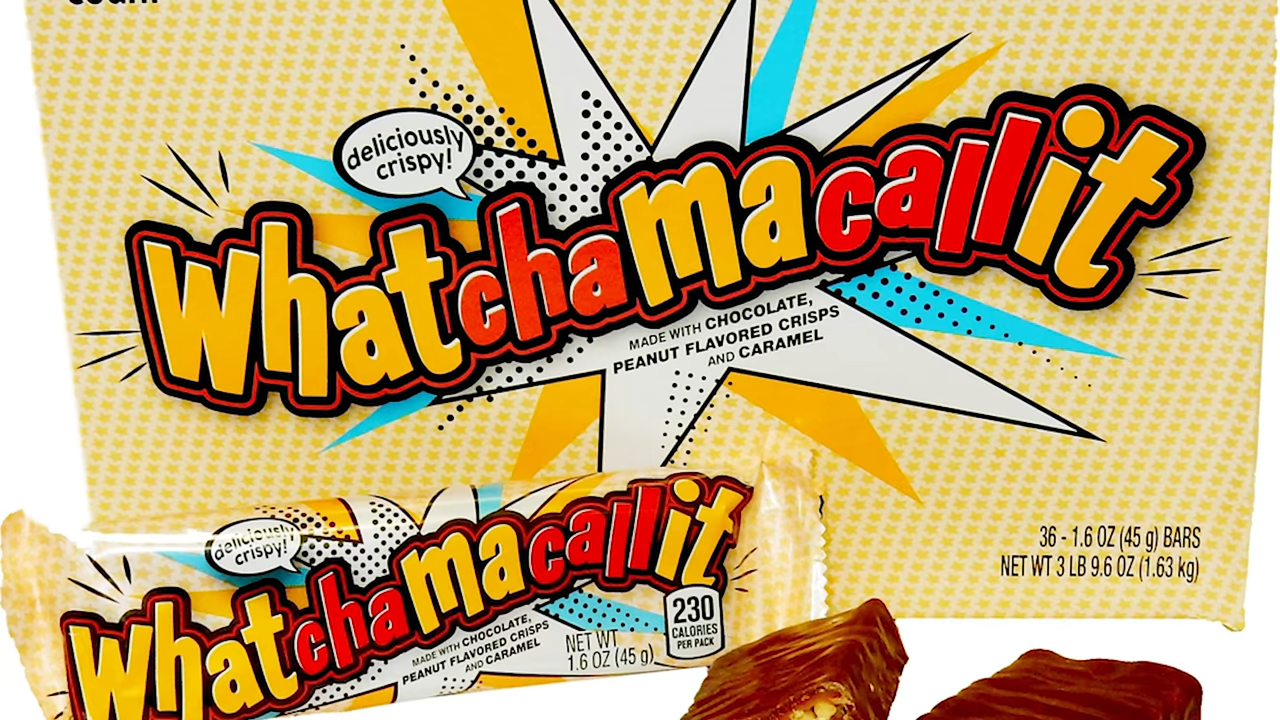 deliciously
crispy!
Whatchamacallit
MADE WITH CHOCOLATE,
PEANUT FLAVORED CRISPS
AND CARAMEL
36 - 1.6 OZ (45 g) BARS
NET WT 3 LB 9.6 OZ (1.63 kg)
deliciously
crispy!
Whatchamacallit
MADE WITH CHOCOLATE,
PEANUT FLAVORED CRISPS
AND CARAMEL
NET WT
1.6 OZ (45 g)
230
CALORIES
PER PACK